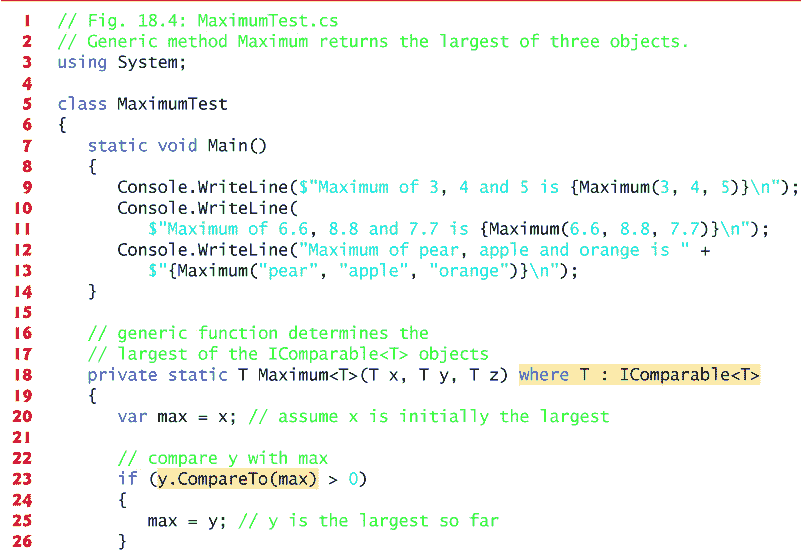 1 // Fig. 18.4: MaximumTest.cs
2 // Generic method Maximum returns the largest of three objects.
3 using System;
4
5 class MaximumTest
6 {
7 static void Main()
8 {
9 Console.WriteLine($"Maximum of 3, 4 and 5 is {Maximum(3, 4, 5)}\n");
10 Console.WriteLine(
11 $"Maximum of 6.6, 8.8 and 7.7 is {Maximum(6.6, 8.8, 7.7)}\n");
12 Console.WriteLine("Maximum of pear, apple and orange is " +
13 $"{Maximum("pear", "apple", "orange")}\n");
14 }
15
16 // generic function determines the
17 // largest of the IComparable<T> objects
18 private static T Maximum<T>(T x, T y, T z) where T : IComparable<T>
19 {
20 var max = x; // assume x is initially the largest
21
22 // compare y with max
23 if (y.CompareTo(max) > 0)
24 {
25 max = y; // y is the largest so far
26 }